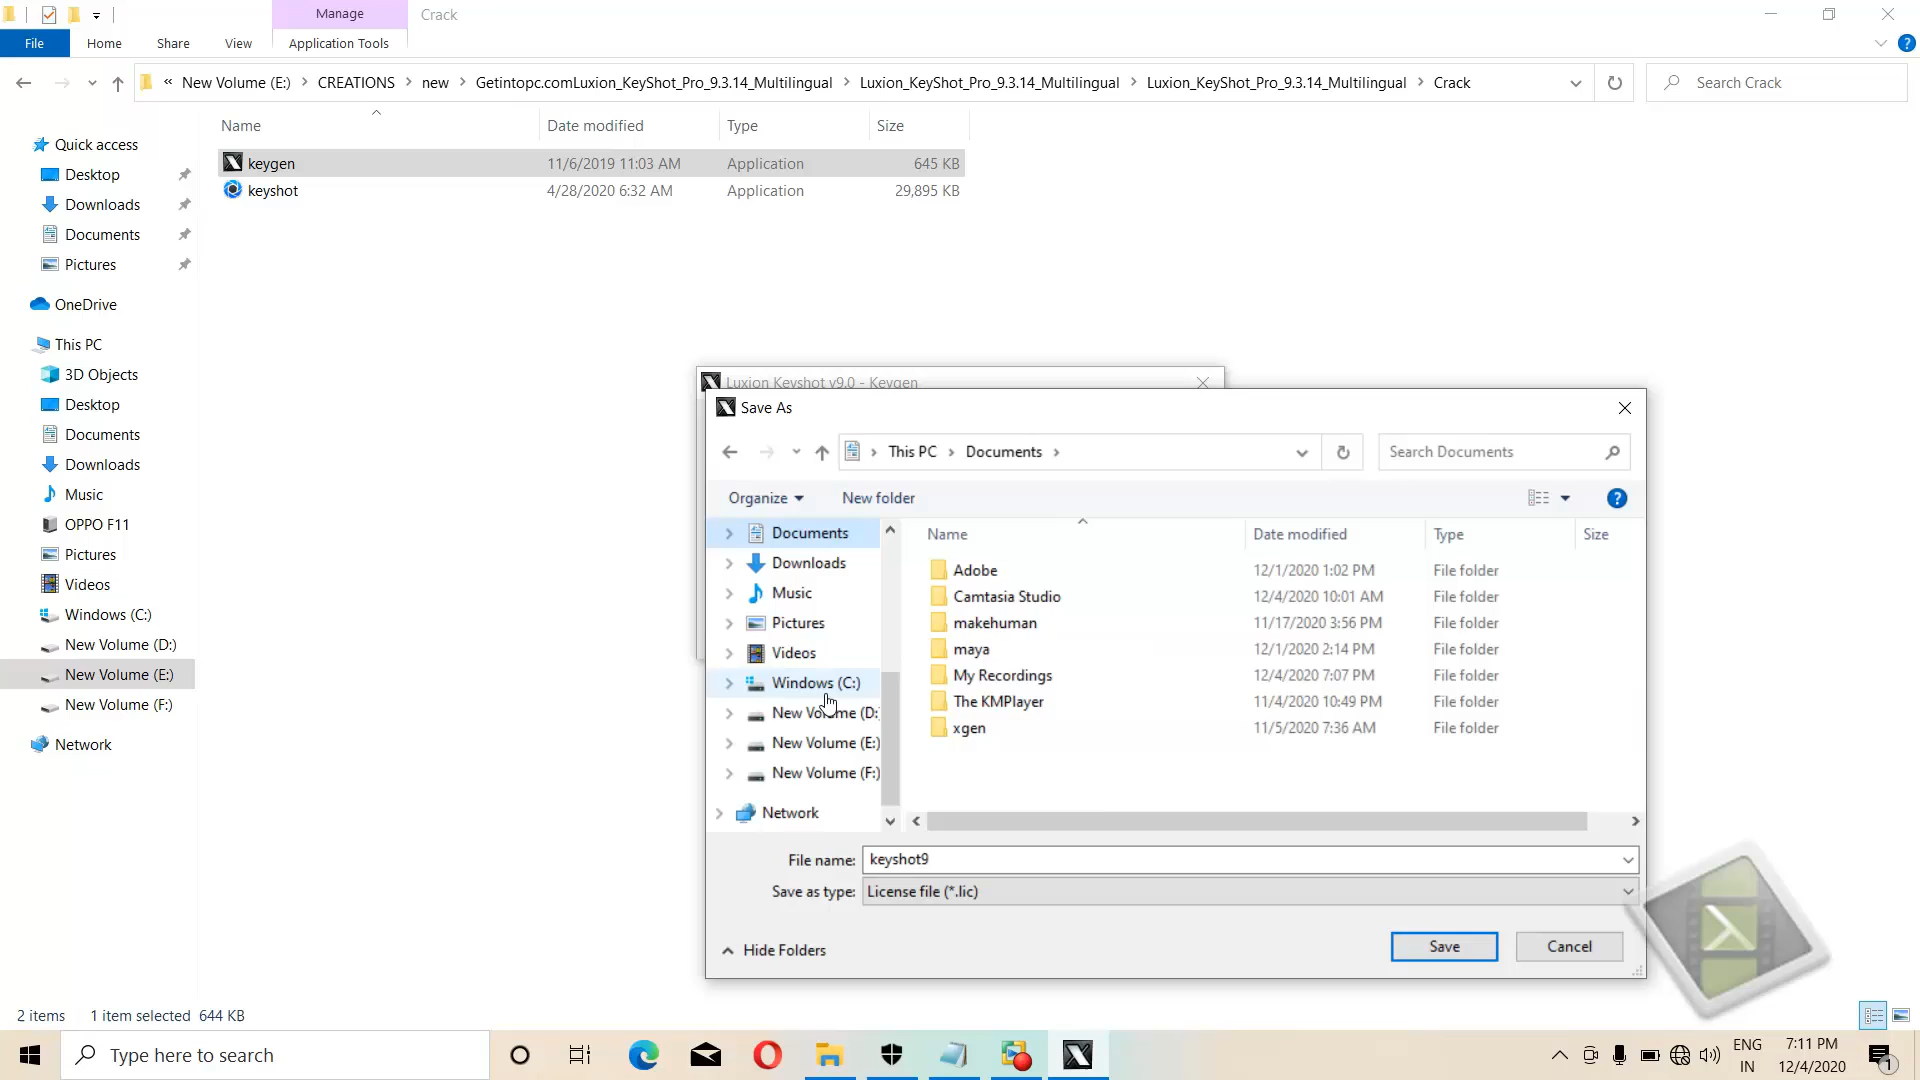 Manage
Crack
File
Home
Share
View
Application Tools
« New Volume (E:) > CREATIONS > new > Getintopc.comLuxion_KeyShot_Pro_9.3.14_Multilingual > Luxion_KeyShot_Pro_9.3.14_Multilingual > Luxion_KeyShot_Pro_9.3.14_Multilingual > Crack
Search Crack
Name
Date modified
Type
Size
keygen
11/6/2019 11:03 AM
Application
645 KB
keyshot
4/28/2020 6:32 AM
Application
29,895 KB
Quick access
Desktop
Downloads
Documents
Pictures
OneDrive
This PC
3D Objects
Desktop
Documents
Downloads
Music
OPPO F11
Pictures
Videos
Windows (C:)
New Volume (D:)
New Volume (E:)
New Volume (F:)
Network
Luxion Keyshot v9.0 - Keygen
Save As
This PC > Documents >
Search Documents
Organize
New folder
Documents
Downloads
Music
Pictures
Videos
Windows (C:)
New Volume (D:
New Volume (E:)
New Volume (F:)
Network
Name
Date modified
Type
Size
Adobe
12/1/2020 1:02 PM
File folder
Camtasia Studio
12/4/2020 10:01 AM
File folder
makehuman
11/17/2020 3:56 PM
File folder
maya
12/1/2020 2:14 PM
File folder
My Recordings
12/4/2020 7:07 PM
File folder
The KMPlayer
11/4/2020 10:49 PM
File folder
xgen
11/5/2020 7:36 AM
File folder
File name: keyshot9
Save as type: License file (*.lic)
Hide Folders
Save
Cancel
2 items
1 item selected 644 KB
Type here to search
ENG
IN
7:11 PM
12/4/2020
1